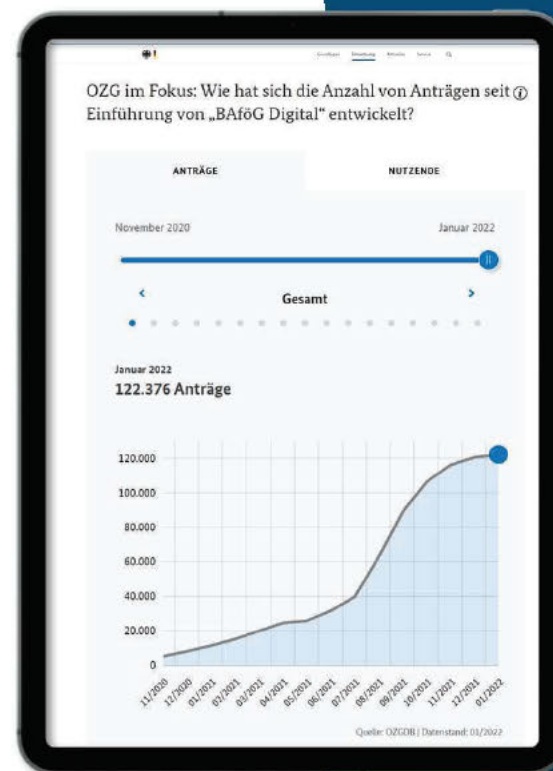 OZG im Fokus: Wie hat sich die Anzahl von Anträgen seit
Einführung von „BAföG Digital“ entwickelt?
ANTRÄGE
NUTZENDE
November 2020
Januar 2022
Gesamt
Januar 2022
122.376 Anträge
120.000
100.000
80.000
60.000
40.000
20.000
0
11/2020
12/2020
01/2021
02/2021
03/2021
04/2021
05/2021
06/2021
07/2021
08/2021
09/2021
10/2021
11/2021
12/2021
01/2022
Quelle: OZGDB | Datenstand: 01/2022